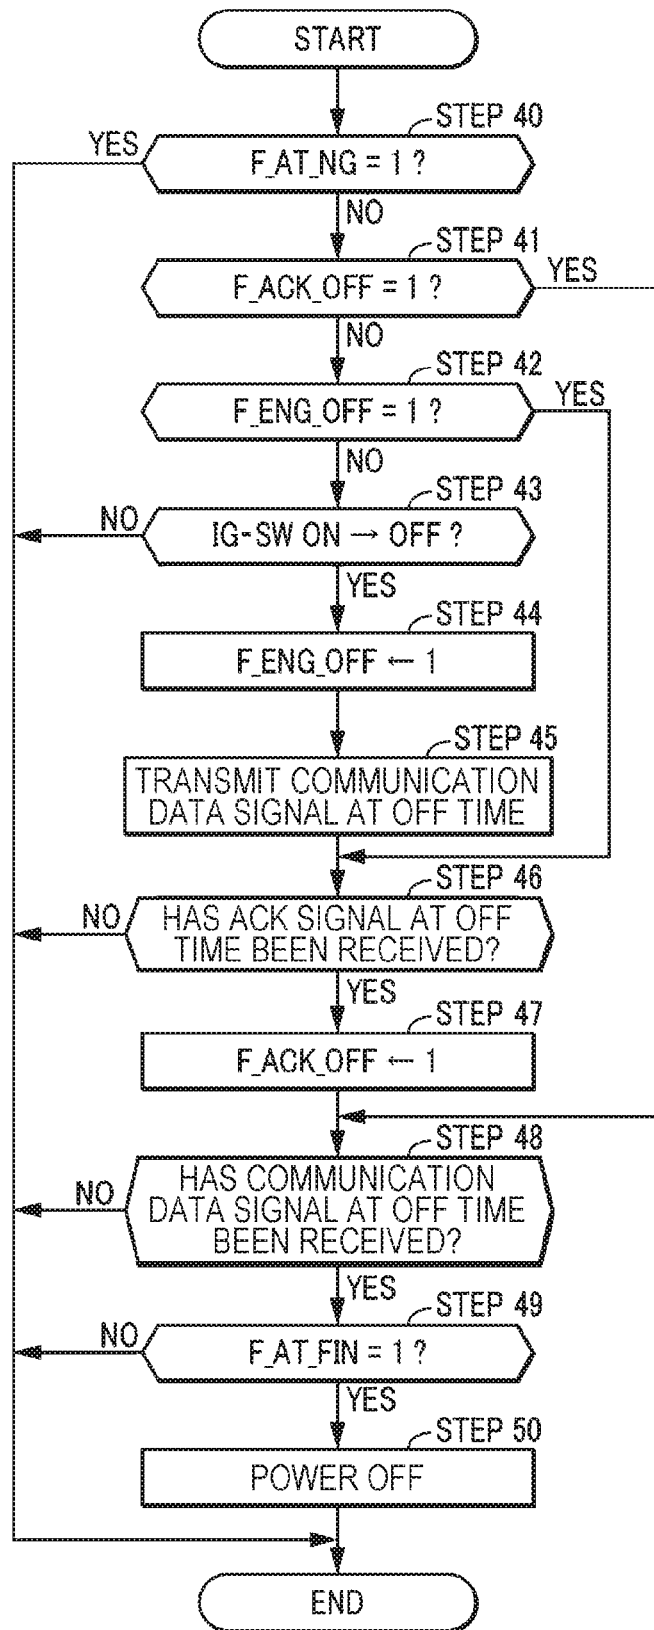 START
STEP 40
YES
F_AT_NG = 1 ?
NO
STEP 41
F_ACK_OFF = 1 ?
YES
NO
STEP 42
F_ENG_OFF = 1 ?
YES
NO
STEP 43
NO
IG-SW ON → OFF ?
YES
STEP 44
F_ENG_OFF ← 1
STEP 45
TRANSMIT COMMUNICATION
DATA SIGNAL AT OFF TIME
STEP 46
NO
HAS ACK SIGNAL AT OFF
TIME BEEN RECEIVED?
YES
STEP 47
F_ACK_OFF ← 1
STEP 48
NO
HAS COMMUNICATION
DATA SIGNAL AT OFF TIME
BEEN RECEIVED?
YES
STEP 49
NO
F_AT_FIN = 1 ?
YES
STEP 50
POWER OFF
END